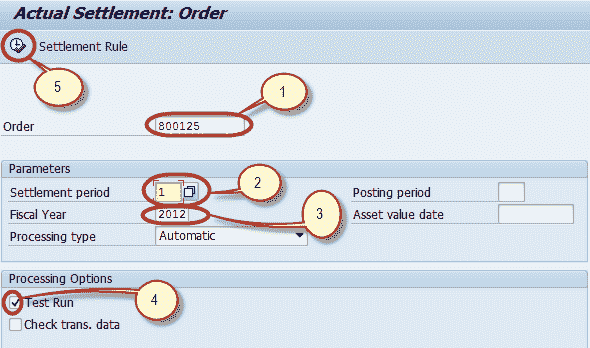 Actual Settlement: Order
Settlement Rule
5
1
Order 800125
Parameters
Settlement period 1 Posting period
2
Fiscal Year 2012 Asset value date
3
Processing type Automatic
Processing Options
Test Run
4
Check trans. data